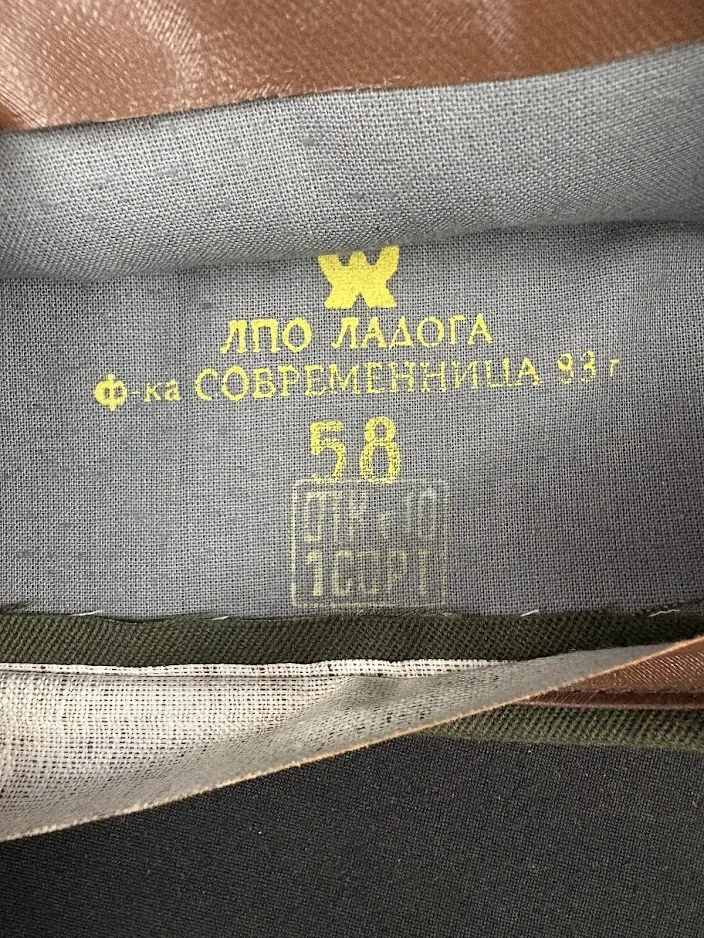 ЛПО ЛАДОГА
Ф-ка СОВРЕМЕННИЦА 83 г
58
ОТК-10
1 СОРТ